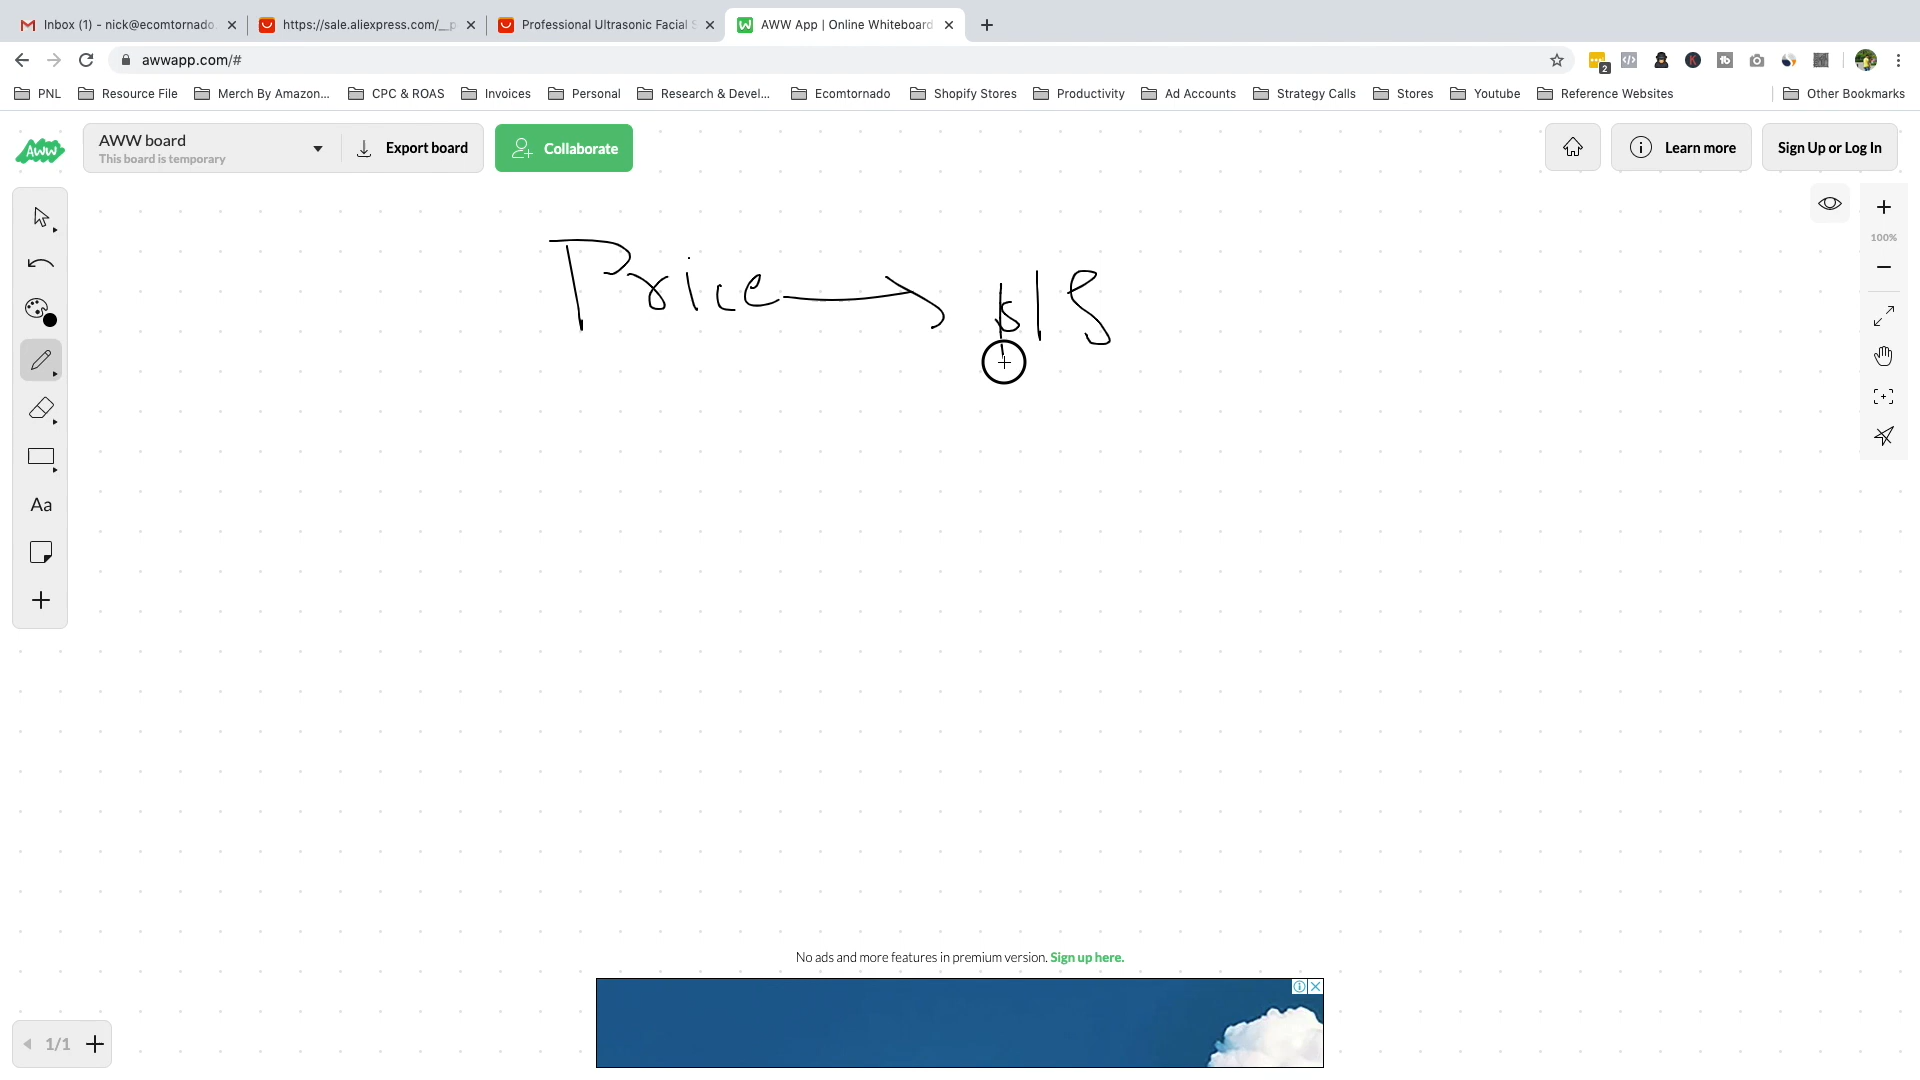 Inbox (1) - nick@ecomtornado.
https://sale.aliexpress.com/__p
Professional Ultrasonic Facial S
AWW App | Online Whiteboard
awwapp.com/#
2
PNL
Resource File
Merch By Amazon...
CPC & ROAS
Invoices
Personal
Research & Devel...
Ecomtornado
Shopify Stores
Productivity
Ad Accounts
Strategy Calls
Stores
Youtube
Reference Websites
Other Bookmarks
AWW
AWW board
This board is temporary
Export board
Collaborate
Learn more
Sign Up or Log In
100%
Price
Aa
No ads and more features in premium version. Sign up here.
1/1